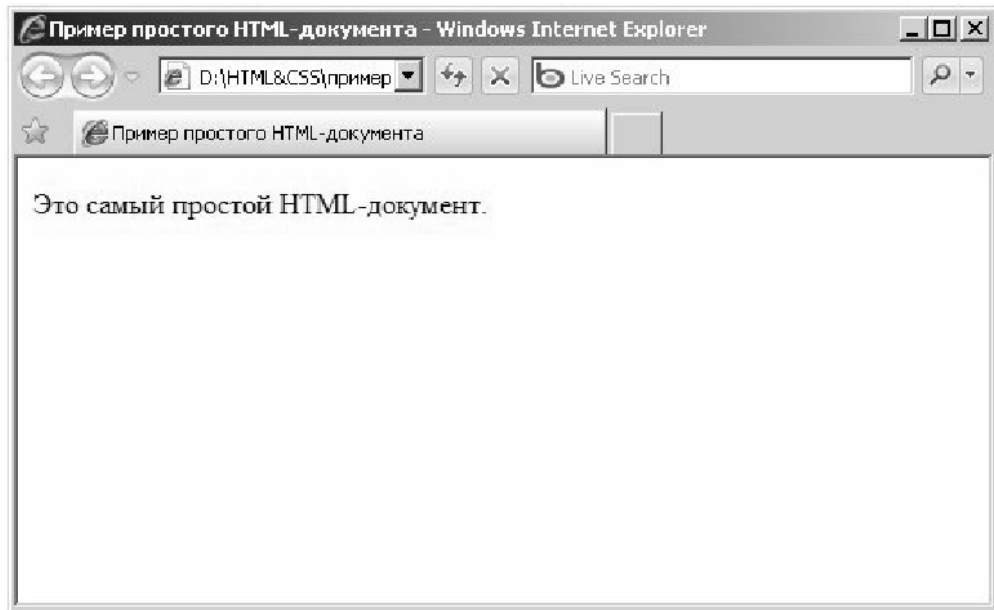 Пример простого HTML-документа - Windows Internet Explorer
D:\HTML&CSS\пример
Live Search
Пример простого HTML-документа
Это самый простой HTML-документ.